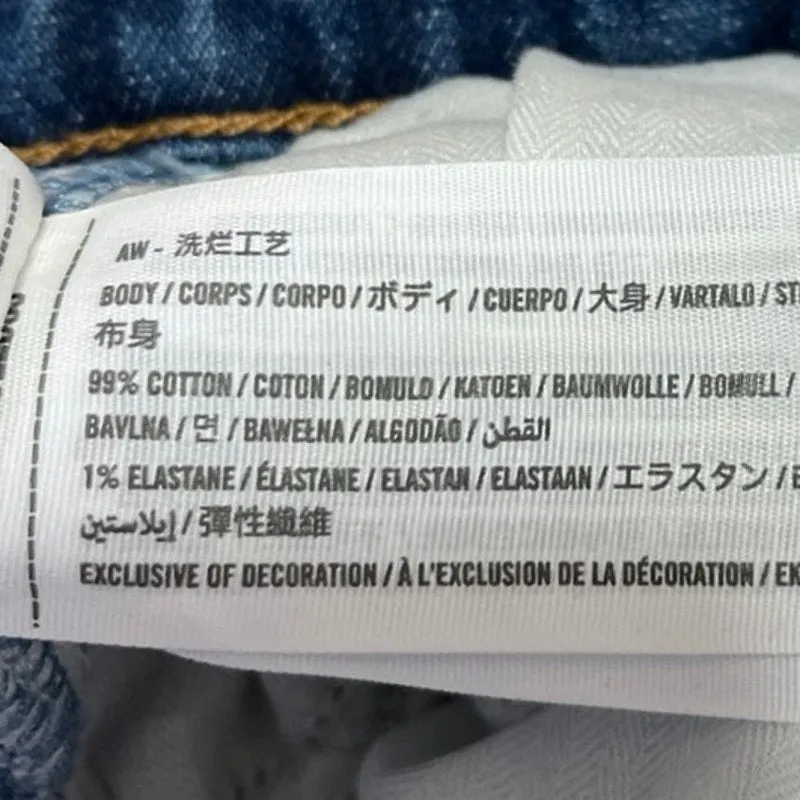 AW - 洗烂工艺
BODY / CORPS / CORPO / ボディ / CUERPO / 大身 / VARTALO /
布身
99% COTTON / COTON / BOMULD / KATOEN / BAUMWOLLE / BOMULL /
BAVLNA / 면 / BAWEŁNA / ALGODÃO / القطن
1% ELASTANE / ÉLASTANE / ELASTAN / ELASTAAN / エラスタン /
إيلاستين / 彈性纖維
EXCLUSIVE OF DECORATION / À L'EXCLUSION DE LA DÉCORATION /